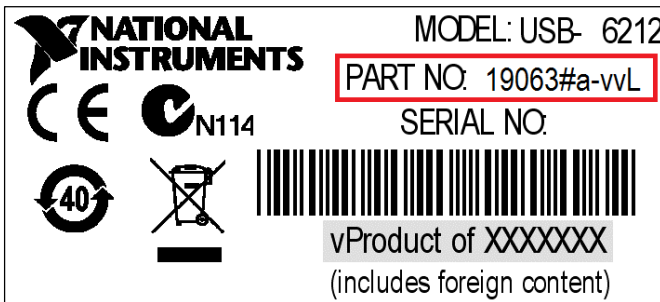 NATIONAL
INSTRUMENTS
MODEL: USB- 6212
PART NO: 19063#a-vvL
CE N114
SERIAL NO:
40
vProduct of XXXXXXX
(includes foreign content)